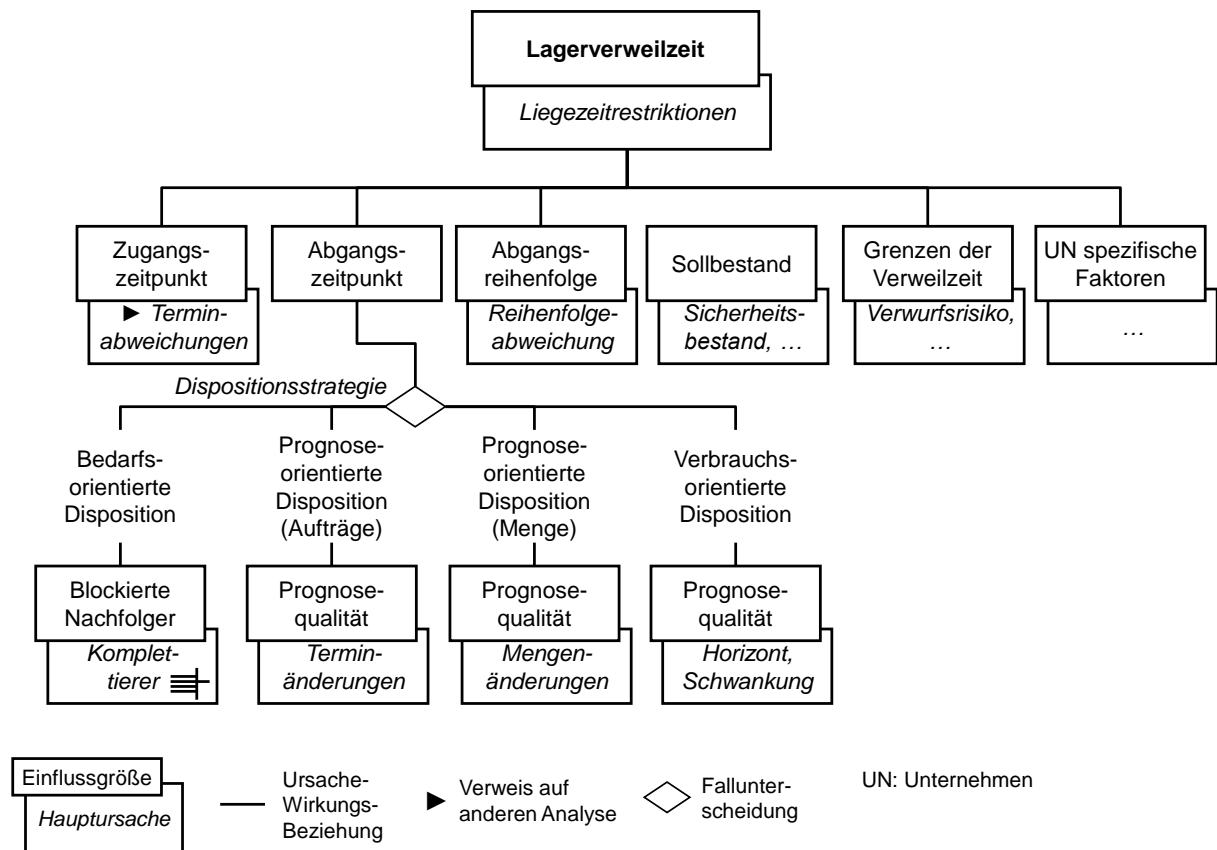 Lagerverweilzeit
Liegezeitrestriktionen
Zugangs-
zeitpunkt
► Termin-
abweichungen
Abgangs-
zeitpunkt
Abgangs-
reihenfolge
Reihenfolge-
abweichung
Sollbestand
Sicherheits-
bestand, …
Grenzen der
Verweilzeit
Verwurfsrisiko,
…
UN spezifische
Faktoren
…
Dispositionsstrategie
Bedarfs-
orientierte
Disposition
Prognose-
orientierte
Disposition
(Aufträge)
Prognose-
orientierte
Disposition
(Menge)
Verbrauchs-
orientierte
Disposition
Blockierte
Nachfolger
Komplet-
tierer
Prognose-
qualität
Termin-
änderungen
Prognose-
qualität
Mengen-
änderungen
Prognose-
qualität
Horizont,
Schwankung
Einflussgröße
Hauptursache
Ursache-
Wirkungs-
Beziehung
Verweis auf
anderen Analyse
Fallunter-
scheidung
UN: Unternehmen